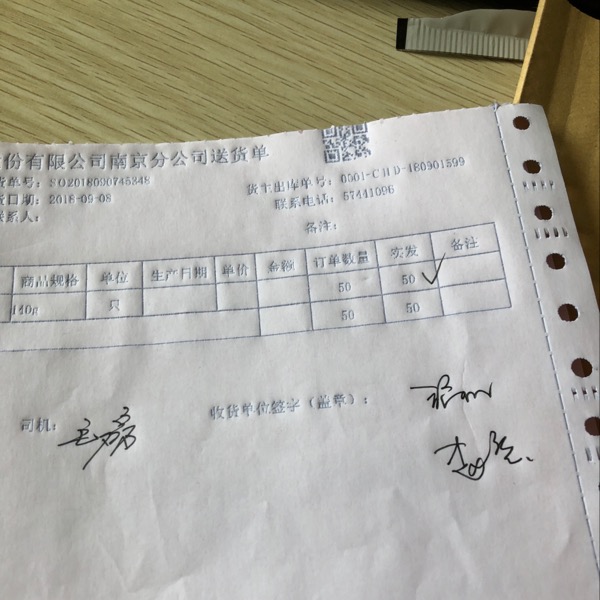 份有限公司南京分公司送货单
货单号：SO2018090745348
货主出库单号：0001-CHD-180901599
货日期：2018-09-08
联系电话：57441096
联系人：
备注：
商品规格 单位 生产日期 单价 金额 订单数量 实发 备注
140g 只 50 50
50 50
司机：
收货单位签字（盖章）：